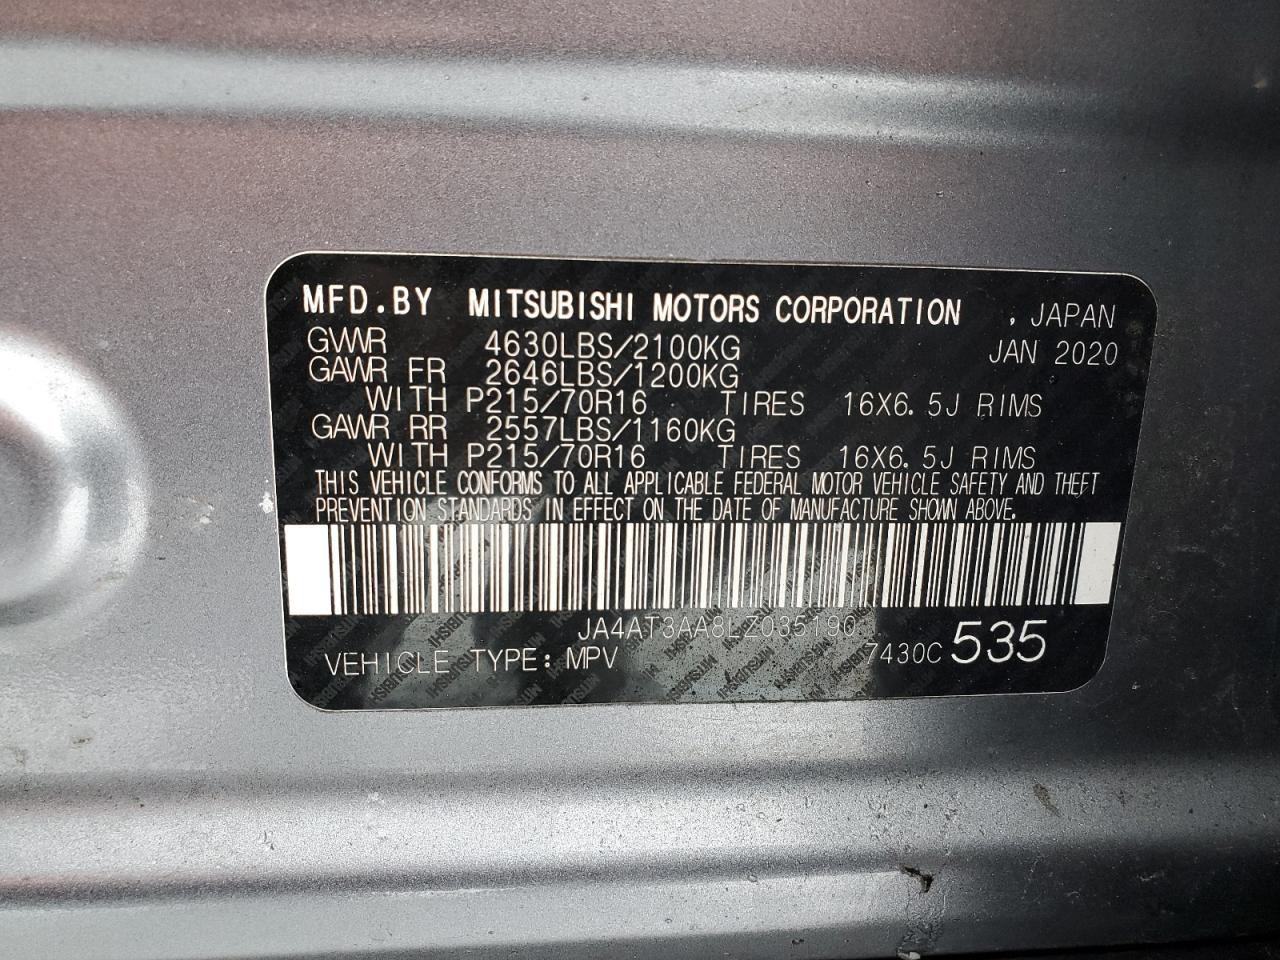 MFD.BY MITSUBISHI MOTORS CORPORATION , JAPAN
GVWR 4630LBS/2100KG JAN 2020
GAWR FR 2646LBS/1200KG
WITH P215/70R16 TIRES 16X6.5J RIMS
GAWR RR 2557LBS/1160KG
WITH P215/70R16 TIRES 16X6.5J RIMS
THIS VEHICLE CONFORMS TO ALL APPLICABLE FEDERAL MOTOR VEHICLE SAFETY AND THEFT
PREVENTION STANDARDS IN EFFECT ON THE DATE OF MANUFACTURE SHOWN ABOVE.
JA4AT3AA8LZ035190
VEHICLE TYPE: MPV 7430C 535